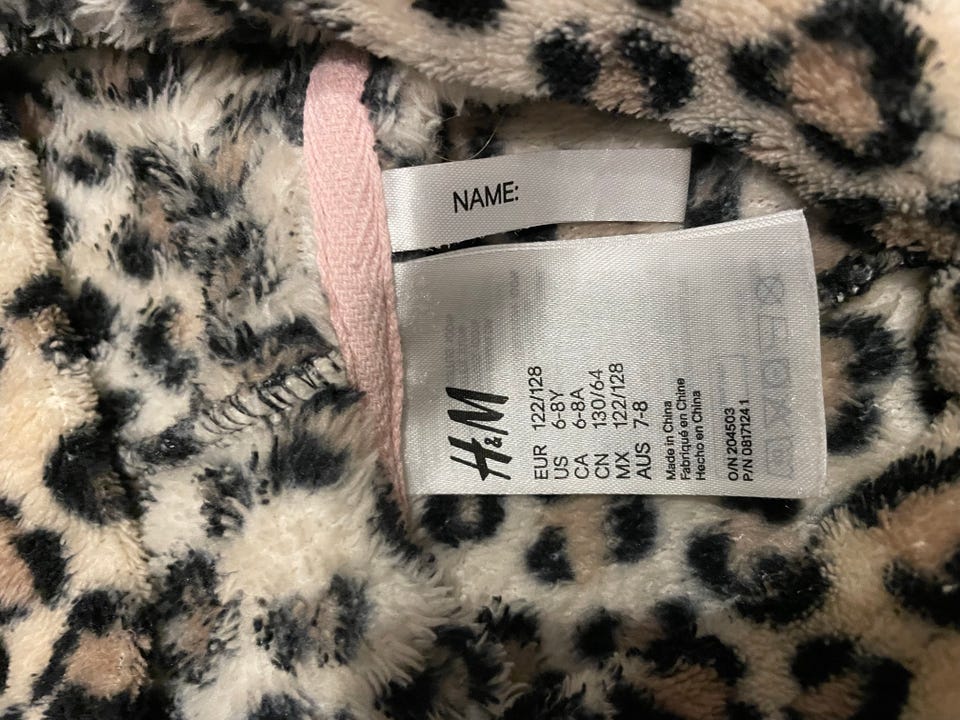 NAME:
H&M
EUR 122/128
US 6-8Y
CA 6-8A
CN 130/64
MX 122/128
AUS 7-8
Made in China
Fabriqué en Chine
Hecho en China
O/N 204503
P/N 0817124 1